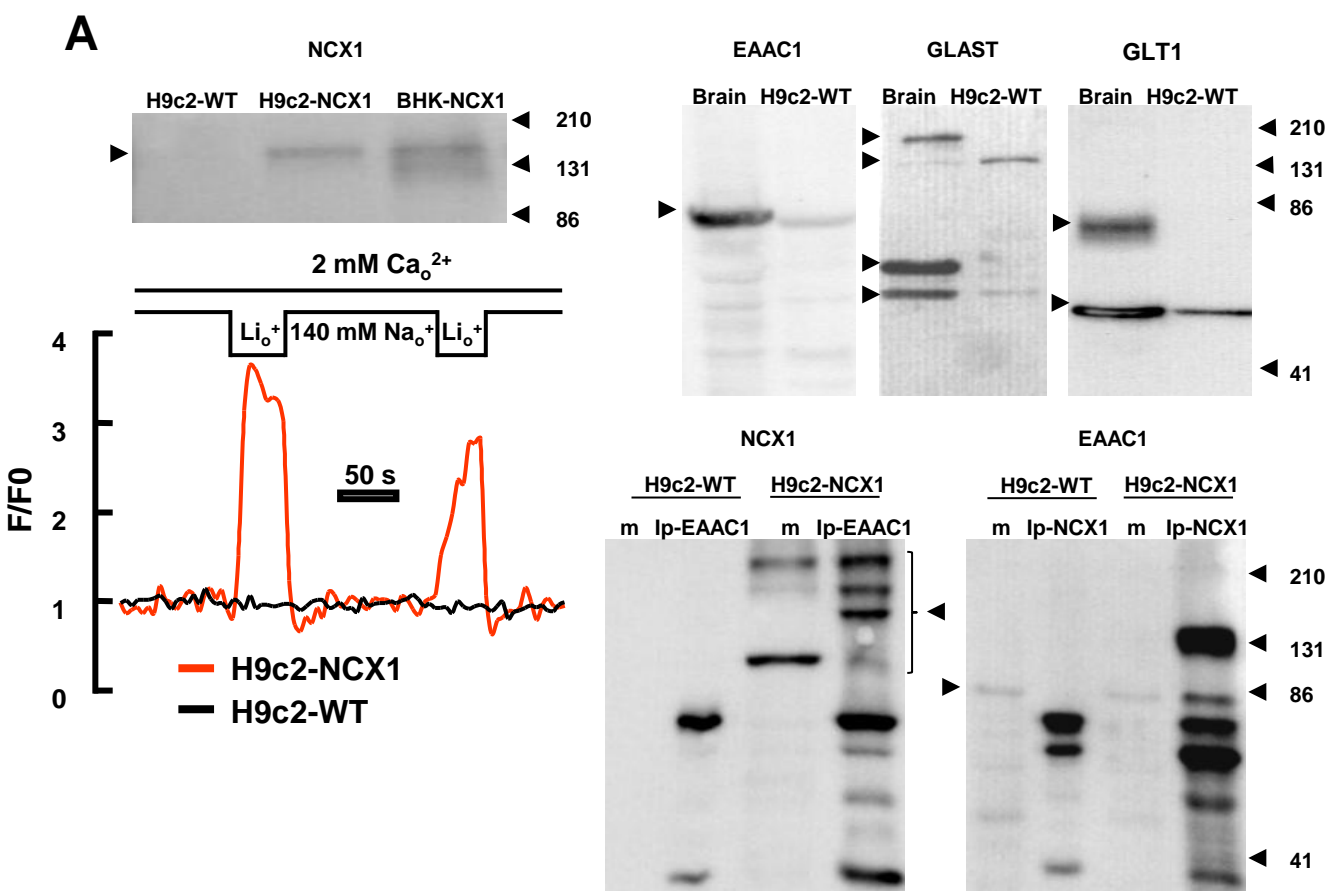 A
NCX1
H9c2-WT H9c2-NCX1 BHK-NCX1
210
131
86
2 mM Cao2+
Lio+ 140 mM Nao+ Lio+
4
3
2
1
0
F/F0
50 s
H9c2-NCX1
H9c2-WT
EAAC1 GLAST GLT1
Brain H9c2-WT Brain H9c2-WT Brain H9c2-WT
210
131
86
41
NCX1
H9c2-WT H9c2-NCX1
m Ip-EAAC1 m Ip-EAAC1
EAAC1
H9c2-WT H9c2-NCX1
m Ip-NCX1 m Ip-NCX1
210
131
86
41